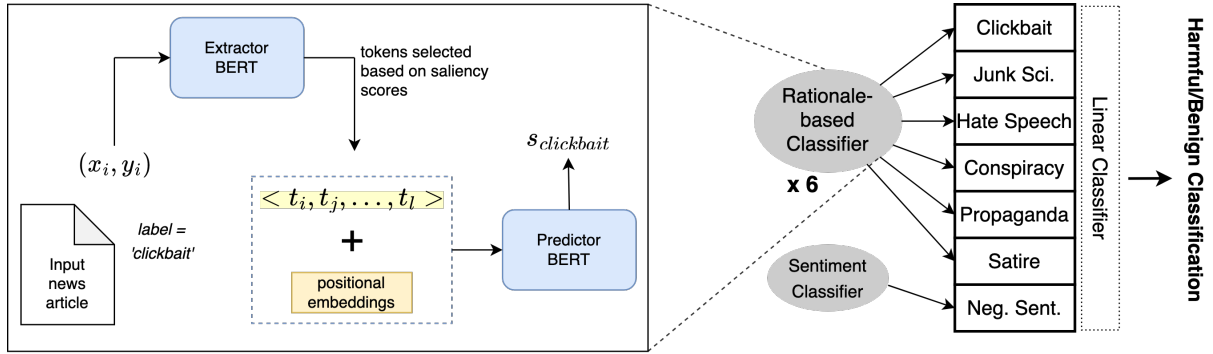 Extractor
BERT
tokens selected
based on saliency
scores
(x_i, y_i)
label =
'clickbait'
Input
news
article
< t_i, t_j, . . . , t_l >
+
positional
embeddings
s_{clickbait}
Predictor
BERT
Rationale-
based
Classifier
x 6
Sentiment
Classifier
Clickbait
Junk Sci.
Hate Speech
Conspiracy
Propaganda
Satire
Neg. Sent.
Linear Classifier
Harmful/Benign Classification